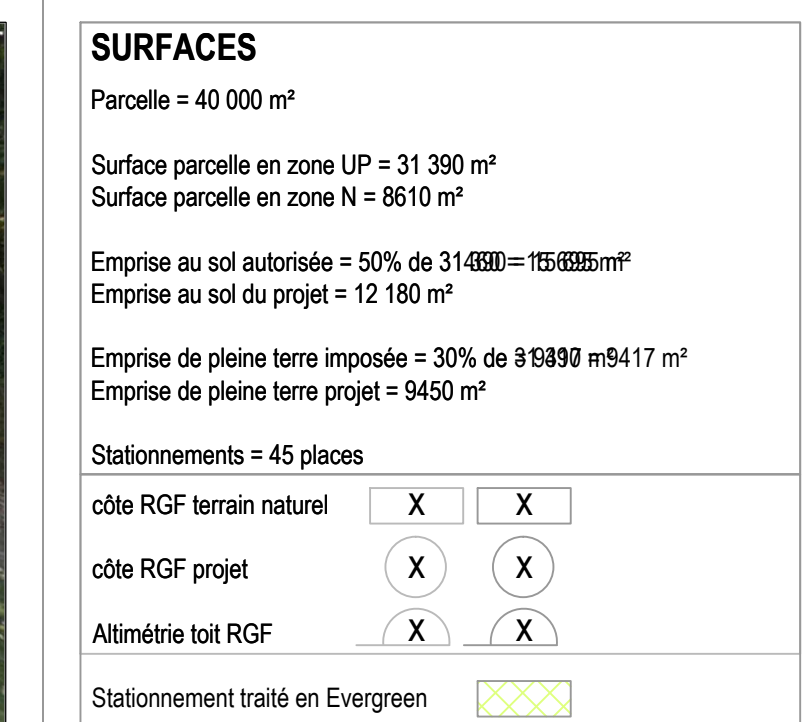 SURFACES
Parcelle = 40 000 m²
Surface parcelle en zone UP = 31 390 m²
Surface parcelle en zone N = 8610 m²
Emprise au sol autorisée = 50% de
Emprise au sol du projet = 12 180 m²
Emprise de pleine terre imposée = 30% de 9417 m²
Emprise de pleine terre projet = 9450 m²
Stationnements = 45 places
côte RGF terrain naturel X X
côte RGF projet X X
Altimétrie toit RGF X X
Stationnement traité en Evergreen